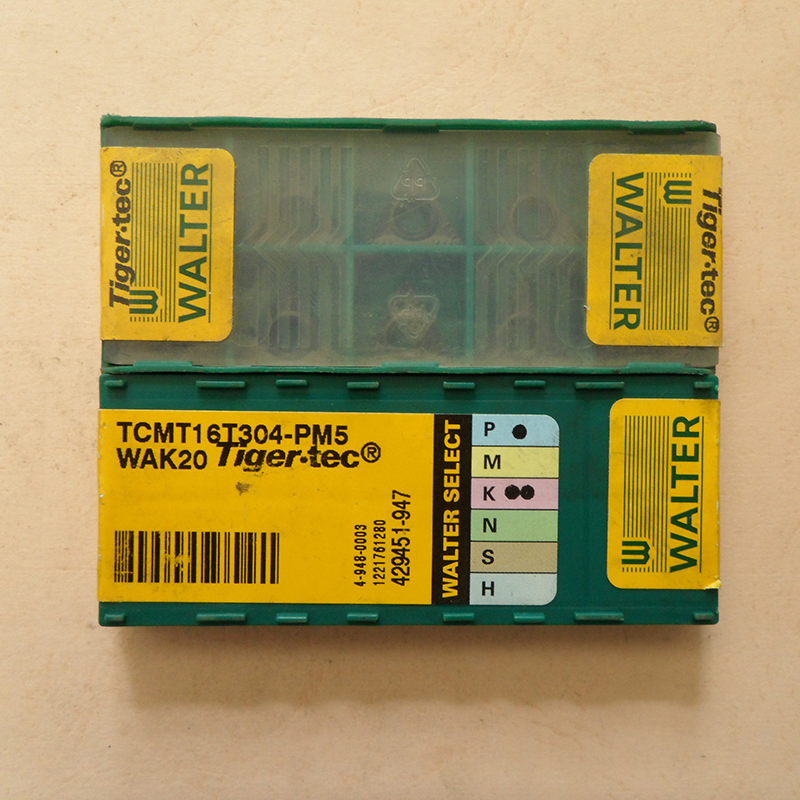 Tiger·tec®
WALTER
WALTER
Tiger·tec®
TCMT16T304-PM5
WAK20 Tiger·tec®
4-948-0003
1221761280
429451-947
WALTER SELECT
P
M
K
N
S
H
WALTER